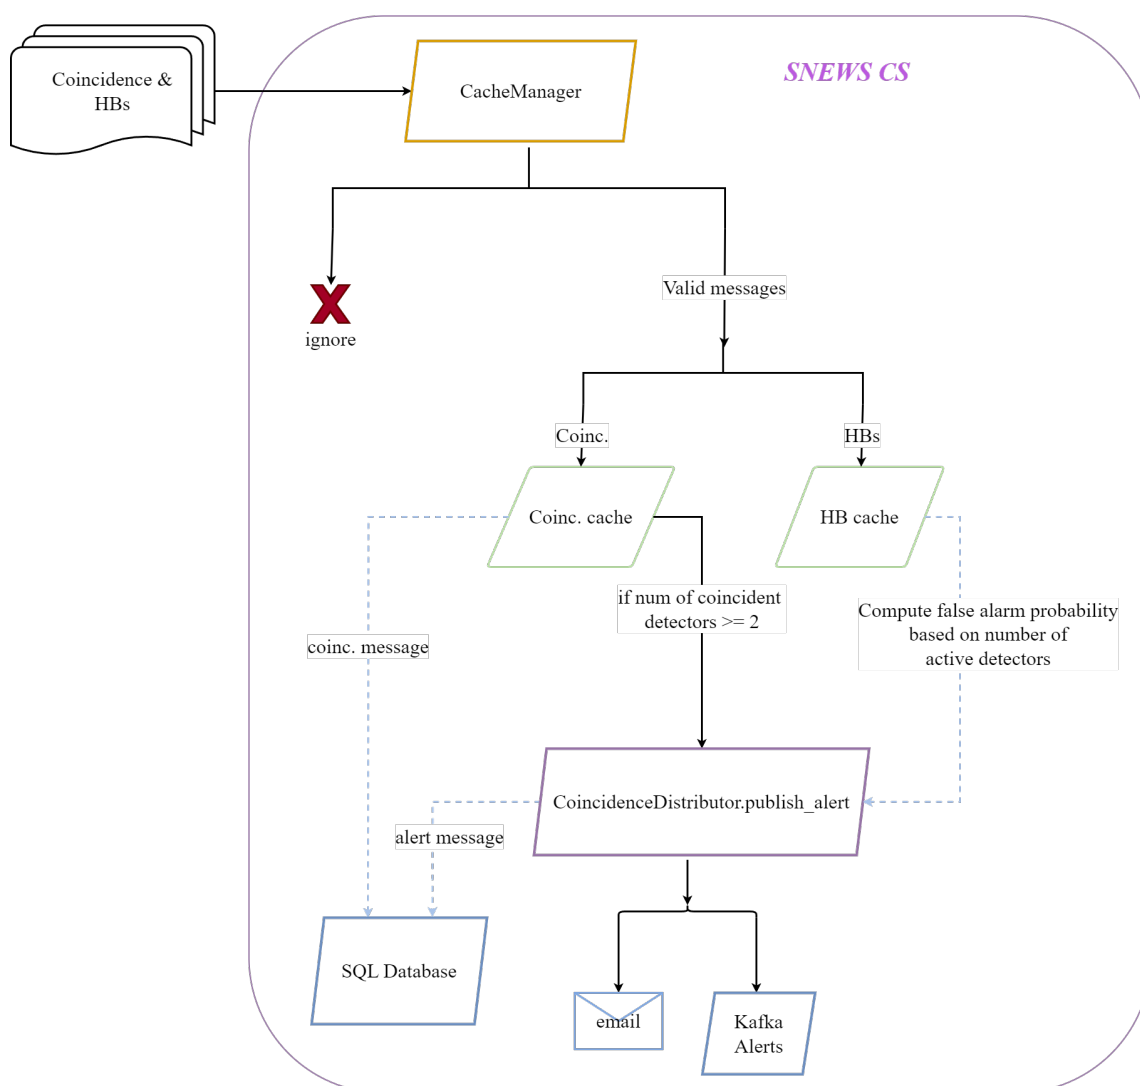 SNEWS CS
Coincidence &
HBs
CacheManager
Valid messages
ignore
Coinc.
HBs
Coinc. cache
HB cache
if num of coincident
detectors >= 2
Compute false alarm probability
based on number of
active detectors
coinc. message
CoincidenceDistributor.publish_alert
alert message
SQL Database
email
Kafka
Alerts